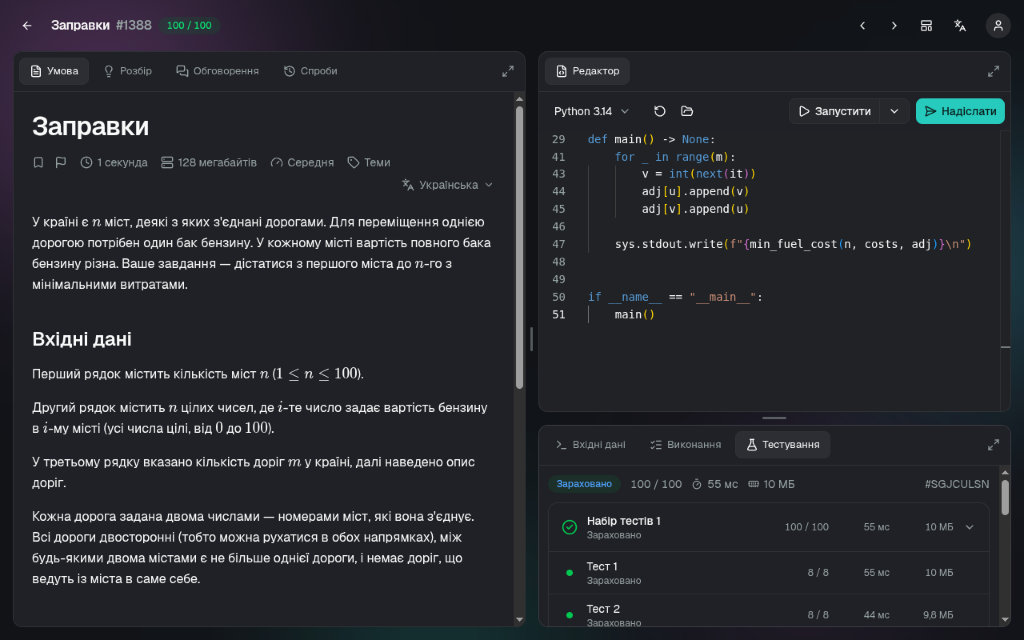 Заправки #1388 100 / 100
Умова Розбір Обговорення Спроби
Заправки
1 секунда 128 мегабайтів Середня Теми
Українська
У країні є n міст, деякі з яких з'єднані дорогами. Для переміщення однією
дорогою потрібен один бак бензину. У кожному місті вартість повного бака
бензину різна. Ваше завдання — дістатися з першого міста до n-го з
мінімальними витратами.
Вхідні дані
Перший рядок містить кількість міст n (1 ≤ n ≤ 100).
Другий рядок містить n цілих чисел, де i-те число задає вартість бензину
в i-му місті (усі числа цілі, від 0 до 100).
У третьому рядку вказано кількість доріг m у країні, далі наведено опис
доріг.
Кожна дорога задана двома числами — номерами міст, які вона з'єднує.
Всі дороги двосторонні (тобто можна рухатися в обох напрямках), між
будь-якими двома містами є не більше однієї дороги, і немає доріг, що
ведуть із міста в саме себе.
Редактор
Python 3.14 Запустити Надіслати
29 def main() -> None:
41 for _ in range(m):
43 v = int(next(it))
44 adj[u].append(v)
45 adj[v].append(u)
46
47 sys.stdout.write(f"{min_fuel_cost(n, costs, adj)}\n")
48
49
50 if __name__ == "__main__":
51 main()
Вхідні дані Виконання Тестування
Зараховано 100 / 100 55 мс 10 МБ #SGJCULSN
Набір тестів 1 100 / 100 55 мс 10 МБ
Зараховано
Тест 1 8 / 8 55 мс 10 МБ
Зараховано
Тест 2 8 / 8 44 мс 9,8 МБ
Зараховано